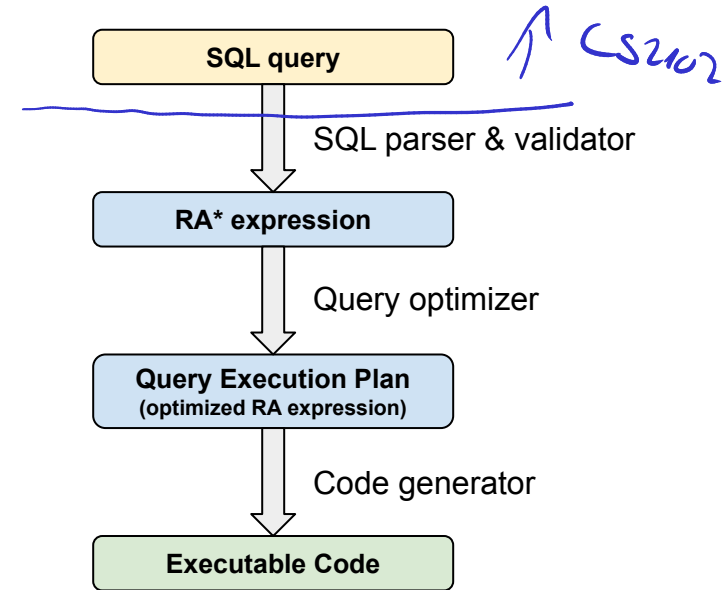 SQL query
CS2102
SQL parser & validator
RA* expression
Query optimizer
Query Execution Plan
(optimized RA expression)
Code generator
Executable Code